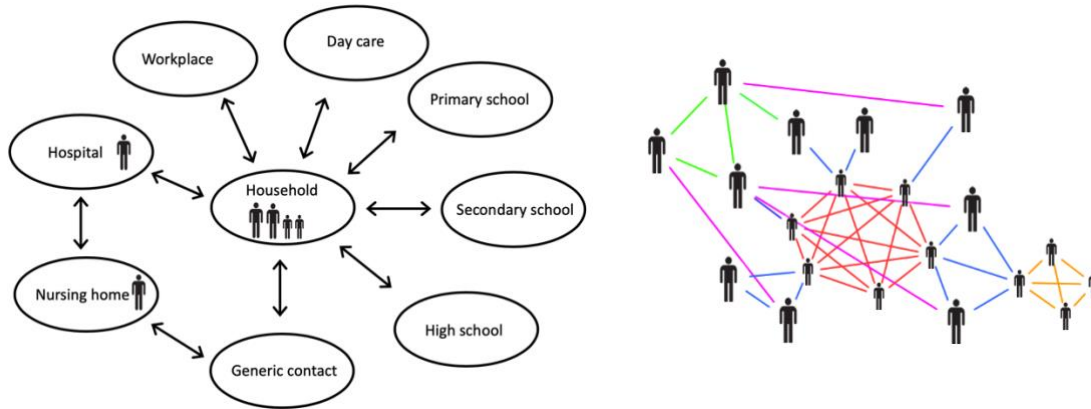 Day care
Workplace
Primary school
Hospital
Household
Secondary school
Nursing home
High school
Generic contact